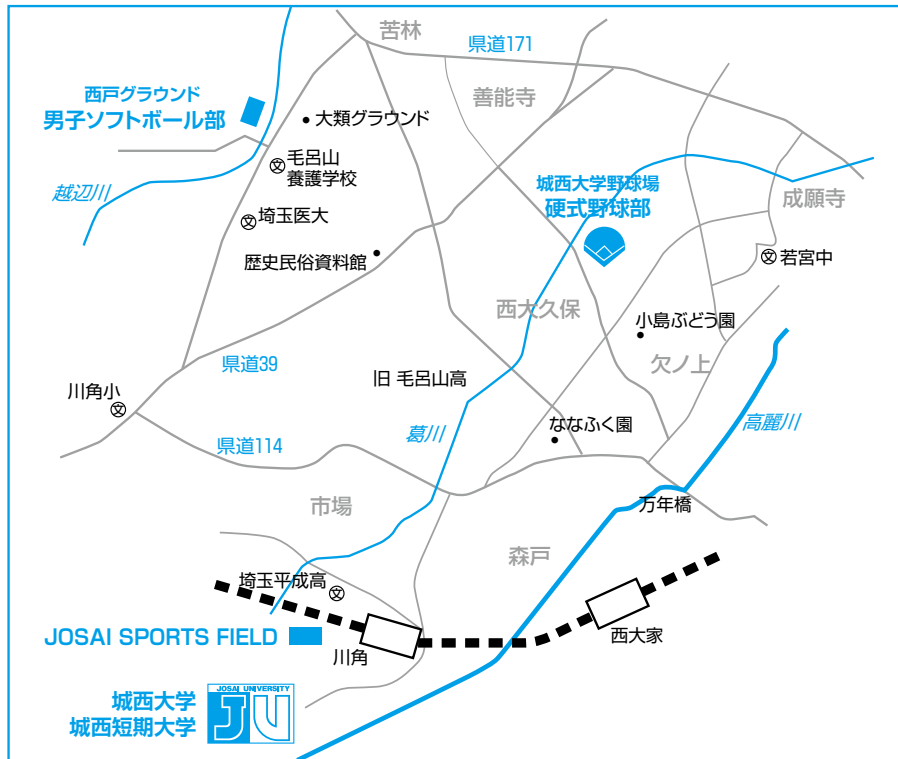 苦林
県道171
西戸グラウンド
男子ソフトボール部
善能寺
大類グラウンド
毛呂山
養護学校
文
越辺川
城西大学野球場
硬式野球部
成願寺
埼玉医大
文
歴史民俗資料館
文
若宮中
西大久保
小島ぶどう園
欠ノ上
県道39
旧 毛呂山高
川角小
文
ななふく園
高麗川
葛川
県道114
市場
万年橋
森戸
埼玉平成高
文
JOSAI SPORTS FIELD
川角
西大家
城西大学
城西短期大学
JOSAI UNIVERSITY
JU